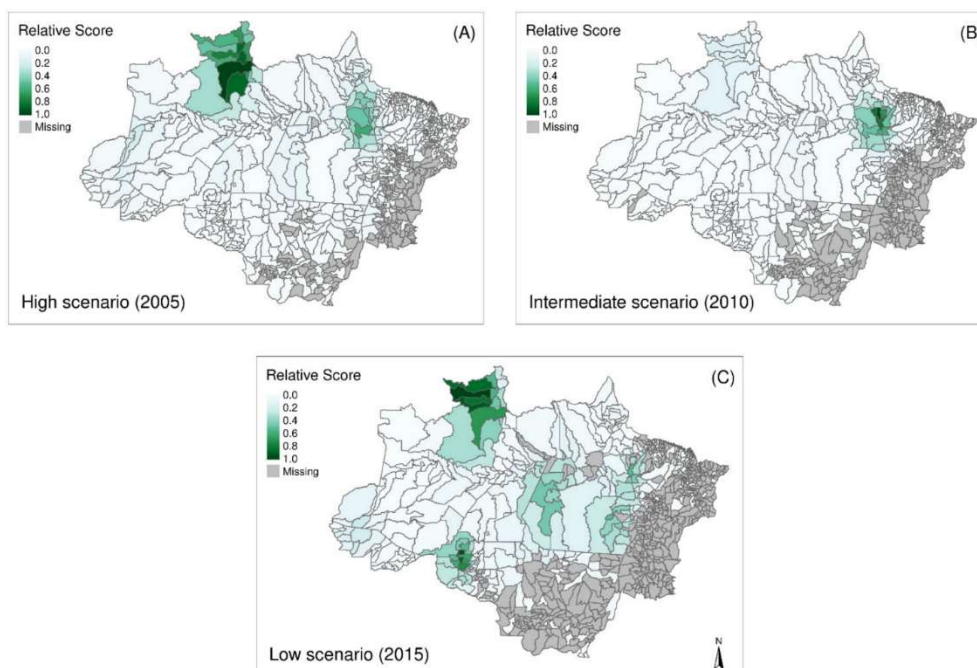 Relative Score
(A)
0.0
0.2
0.4
0.6
0.8
1.0
Missing
High scenario (2005)
Relative Score
(B)
0.0
0.2
0.4
0.6
0.8
1.0
Missing
Intermediate scenario (2010)
Relative Score
(C)
0.0
0.2
0.4
0.6
0.8
1.0
Missing
Low scenario (2015)
N